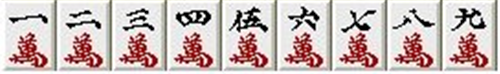 一 二 三 四 伍 六 七 八 九
萬 萬 萬 萬 萬 萬 萬 萬 萬